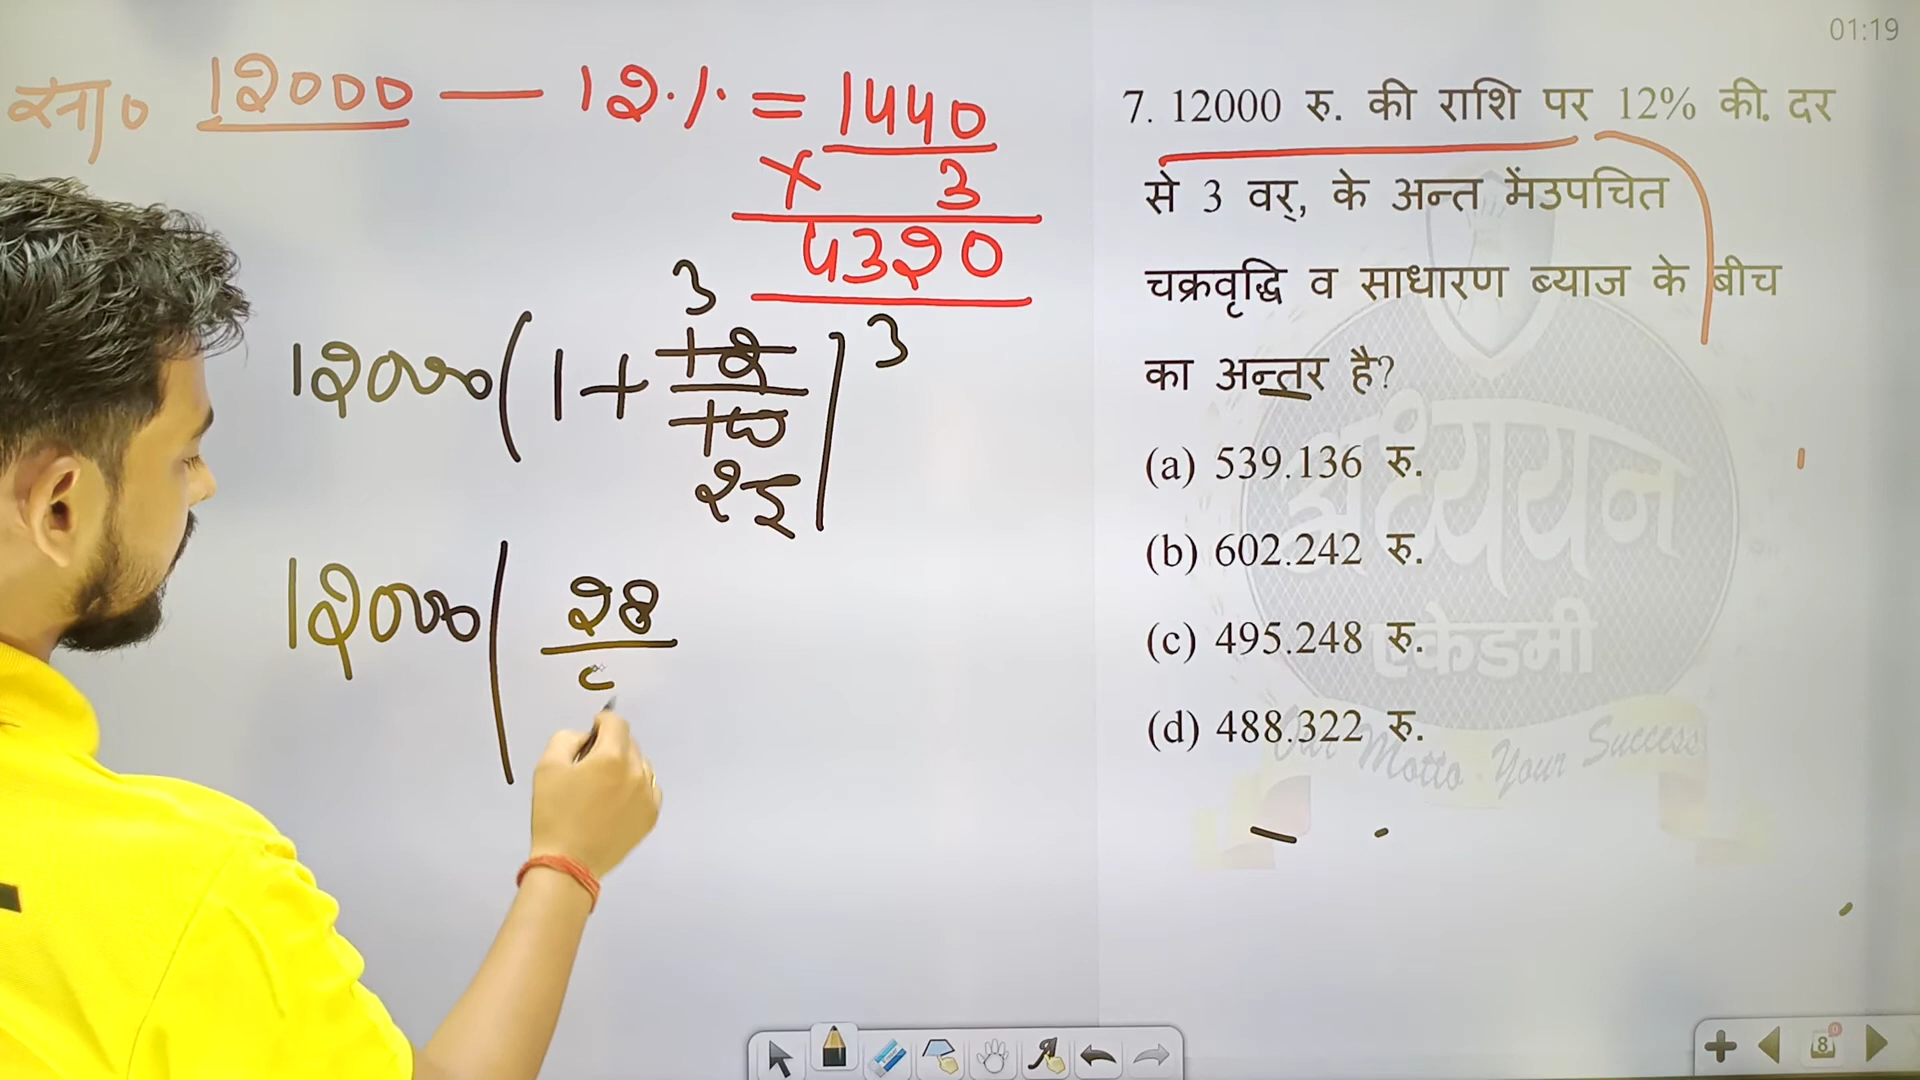 01:19
सा० 12000 — 12% = 1440
× 3
4320
12000(1+12/100)³
3
25
12000(28
7. 12000 रु. की राशि पर 12% की. दर
से 3 वर्, के अन्त मेंउपचित
चक्रवृद्धि व साधारण ब्याज के बीच
का अन्तर है?
(a) 539.136 रु.
(b) 602.242 रु.
(c) 495.248 रु.
(d) 488.322 रु.
अध्ययन
एकेडमी
Our Motto Your Success
8
0